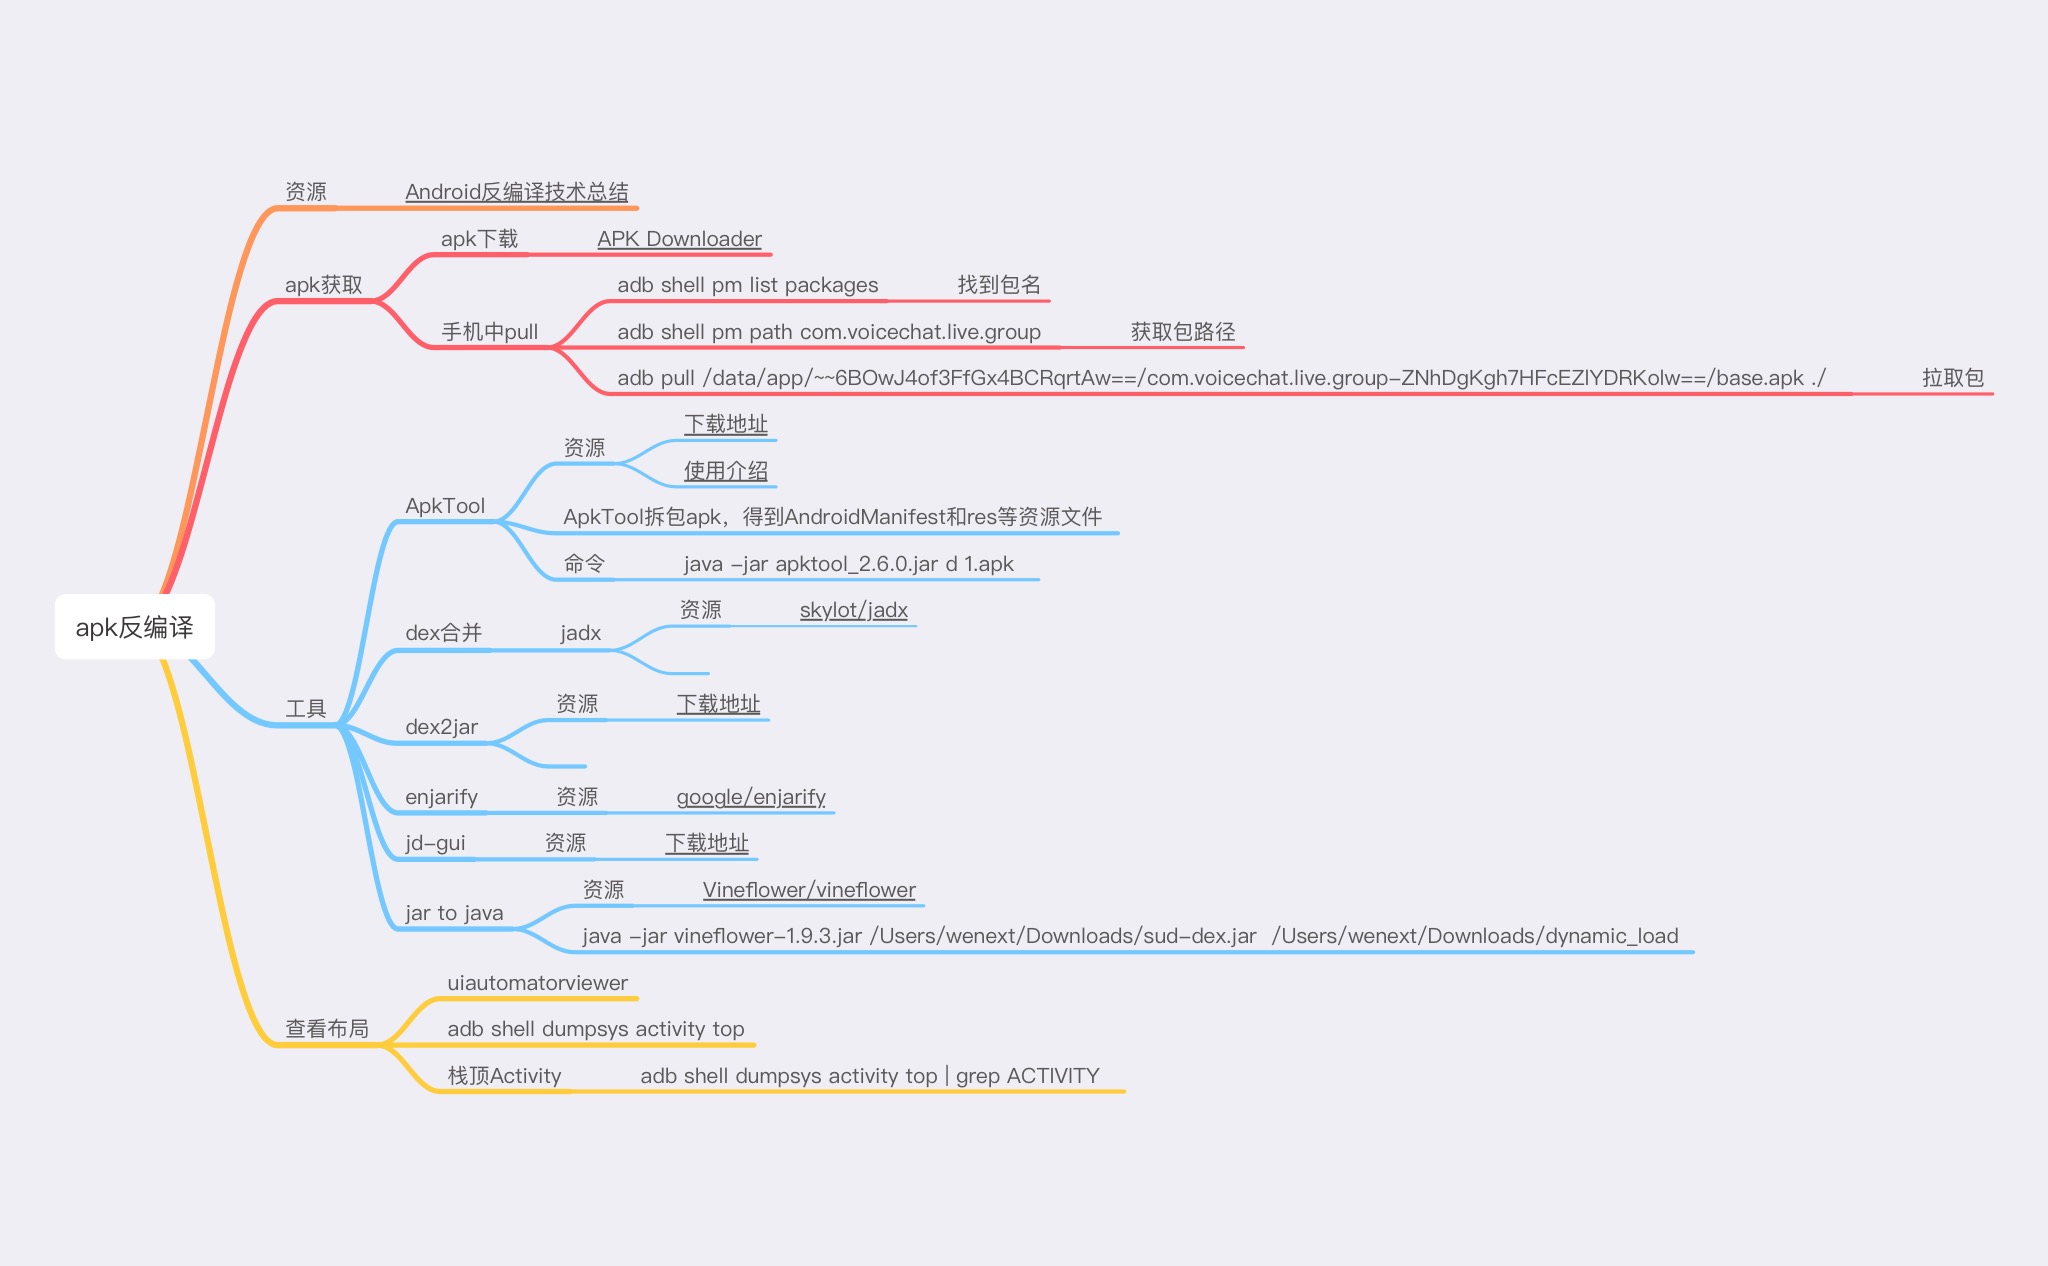 资源
Android反编译技术总结
apk下载
APK Downloader
apk获取
adb shell pm list packages
找到包名
手机中pull
adb shell pm path com.voicechat.live.group
获取包路径
adb pull /data/app/~~6BOwJ4of3FfGx4BCRqrtAw==/com.voicechat.live.group-ZNhDgKgh7HFcEZlYDRKolw==/base.apk ./
拉取包
下载地址
资源
使用介绍
ApkTool
ApkTool拆包apk，得到AndroidManifest和res等资源文件
命令
java -jar apktool_2.6.0.jar d 1.apk
资源
skylot/jadx
apk反编译
dex合并
jadx
工具
资源
下载地址
dex2jar
enjarify
资源
google/enjarify
jd-gui
资源
下载地址
资源
Vineflower/vineflower
jar to java
java -jar vineflower-1.9.3.jar /Users/wenext/Downloads/sud-dex.jar  /Users/wenext/Downloads/dynamic_load
uiautomatorviewer
查看布局
adb shell dumpsys activity top
栈顶Activity
adb shell dumpsys activity top | grep ACTIVITY